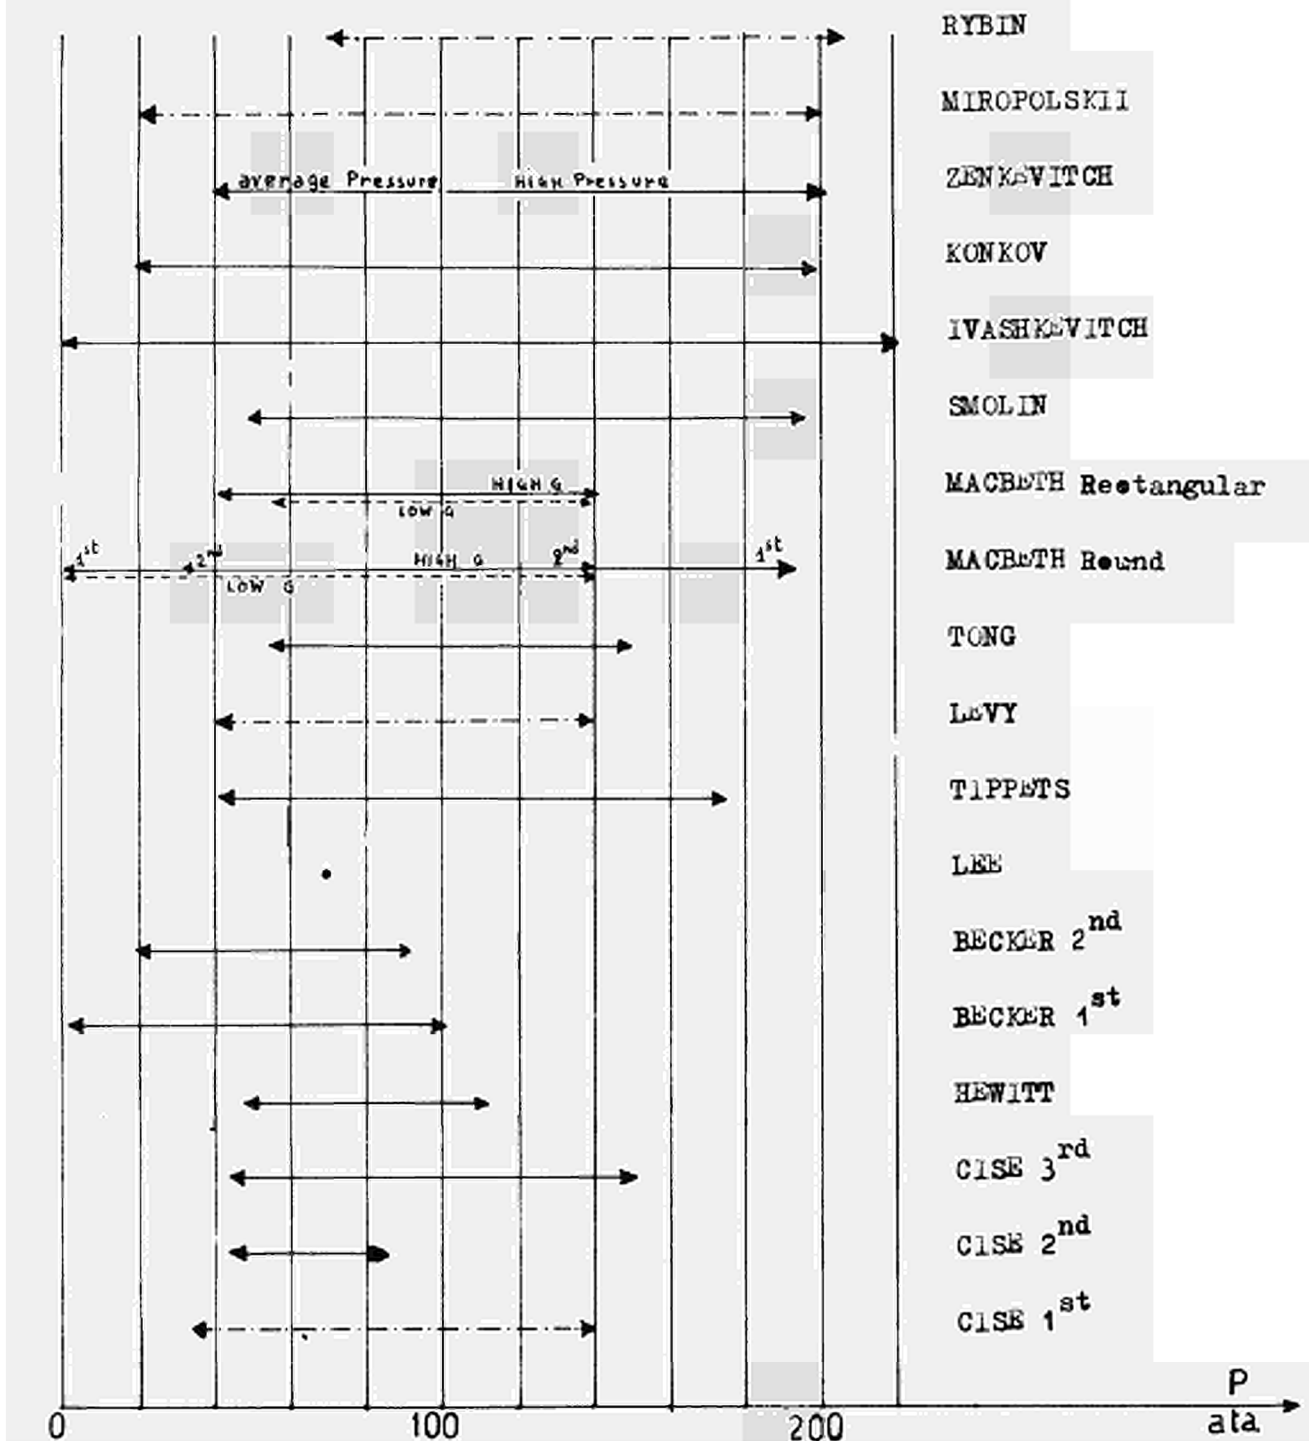 RYBIN
MIROPOLSKII
average Pressure High Pressure ZENKEVITCH
KONKOV
IVASHKEVITCH
SMOLIN
HIGH G MACBETH Rectangular
LOW G
1st 2nd HIGH G 2nd 1st MACBETH Round
LOW G
TONG
LEVY
TIPPETS
LEE
BECKER 2nd
BECKER 1st
HEWITT
CISE 3rd
CISE 2nd
CISE 1st
P
0 100 200 ata